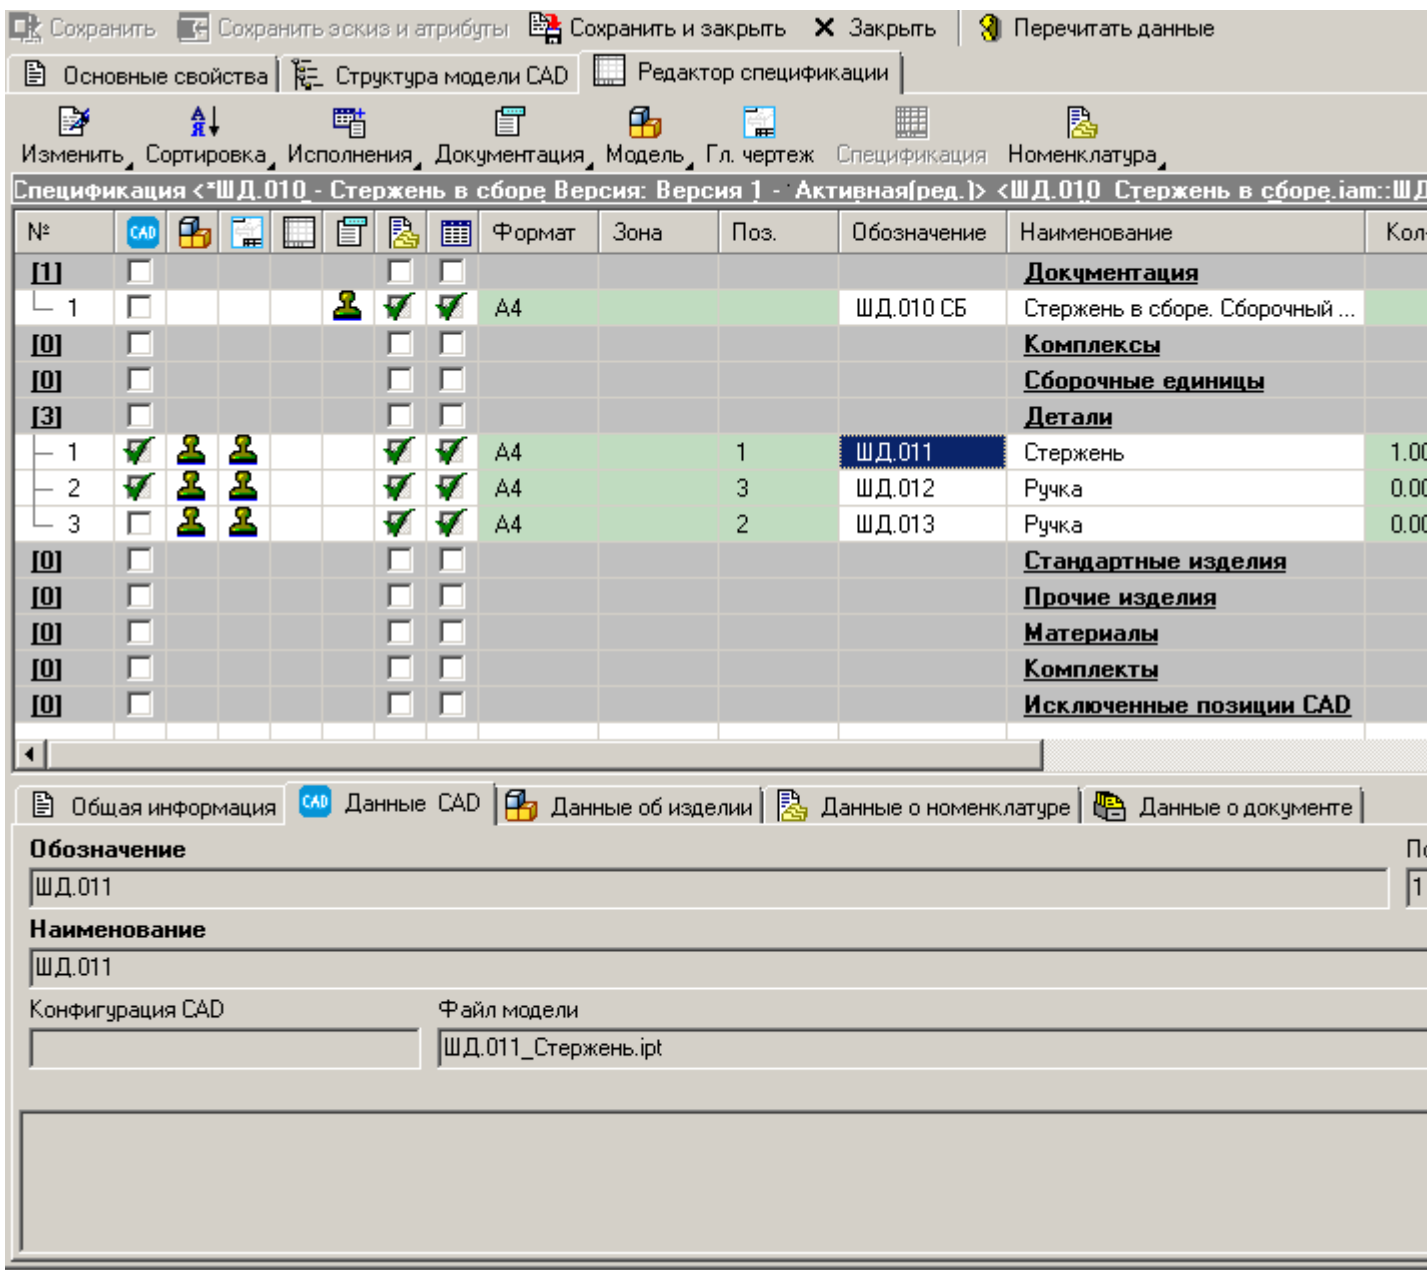 Сохранить Сохранить эскиз и атрибуты Сохранить и закрыть Закрыть Перечитать данные
Основные свойства Структура модели CAD Редактор спецификации
Изменить Сортировка Исполнения Документация Модель Гл. чертеж Спецификация Номенклатура
Спецификация <*ШД.010 - Стержень в сборе Версия: Версия 1 - Активная(ред.)> <ШД.010_Стержень в сборе.iam::ШД
№ CAD Формат Зона Поз. Обозначение Наименование Кол-
[1] Документация
1 А4 ШД.010 СБ Стержень в сборе. Сборочный ...
[0] Комплексы
[0] Сборочные единицы
[3] Детали
1 А4 1 ШД.011 Стержень 1.00
2 А4 3 ШД.012 Ручка 0.00
3 А4 2 ШД.013 Ручка 0.00
[0] Стандартные изделия
[0] Прочие изделия
[0] Материалы
[0] Комплекты
[0] Исключенные позиции CAD
Общая информация CAD Данные CAD Данные об изделии Данные о номенклатуре Данные о документе
Обозначение По
ШД.011 1
Наименование
ШД.011
Конфигурация CAD Файл модели
ШД.011_Стержень.ipt